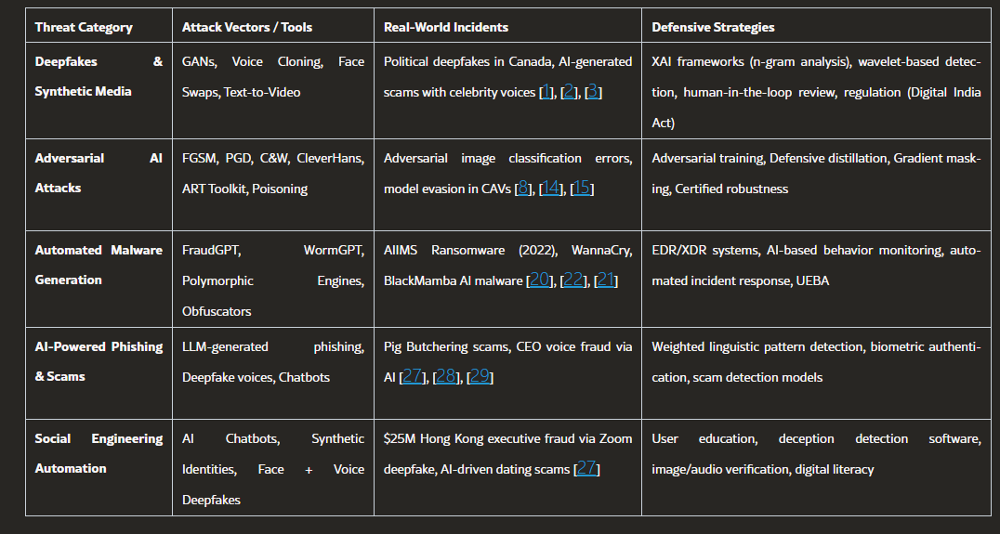 Threat Category
Attack Vectors / Tools
Real-World Incidents
Defensive Strategies
Deepfakes &
Synthetic Media
GANs, Voice Cloning, Face
Swaps, Text-to-Video
Political deepfakes in Canada, AI-generated
scams with celebrity voices [1], [2], [3]
XAI frameworks (n-gram analysis), wavelet-based detec-
tion, human-in-the-loop review, regulation (Digital India
Act)
Adversarial AI
Attacks
FGSM, PGD, C&W, CleverHans,
ART Toolkit, Poisoning
Adversarial image classification errors,
model evasion in CAVs [8], [14], [15]
Adversarial training, Defensive distillation, Gradient mask-
ing, Certified robustness
Automated Malware
Generation
FraudGPT, WormGPT,
Polymorphic Engines,
Obfuscators
AIIMS Ransomware (2022), WannaCry,
BlackMamba AI malware [20], [22], [21]
EDR/XDR systems, AI-based behavior monitoring, auto-
mated incident response, UEBA
AI-Powered Phishing
& Scams
LLM-generated phishing,
Deepfake voices, Chatbots
Pig Butchering scams, CEO voice fraud via
AI [27], [28], [29]
Weighted linguistic pattern detection, biometric authenti-
cation, scam detection models
Social Engineering
Automation
AI Chatbots, Synthetic
Identities, Face + Voice
Deepfakes
$25M Hong Kong executive fraud via Zoom
deepfake, AI-driven dating scams [27]
User education, deception detection software,
image/audio verification, digital literacy